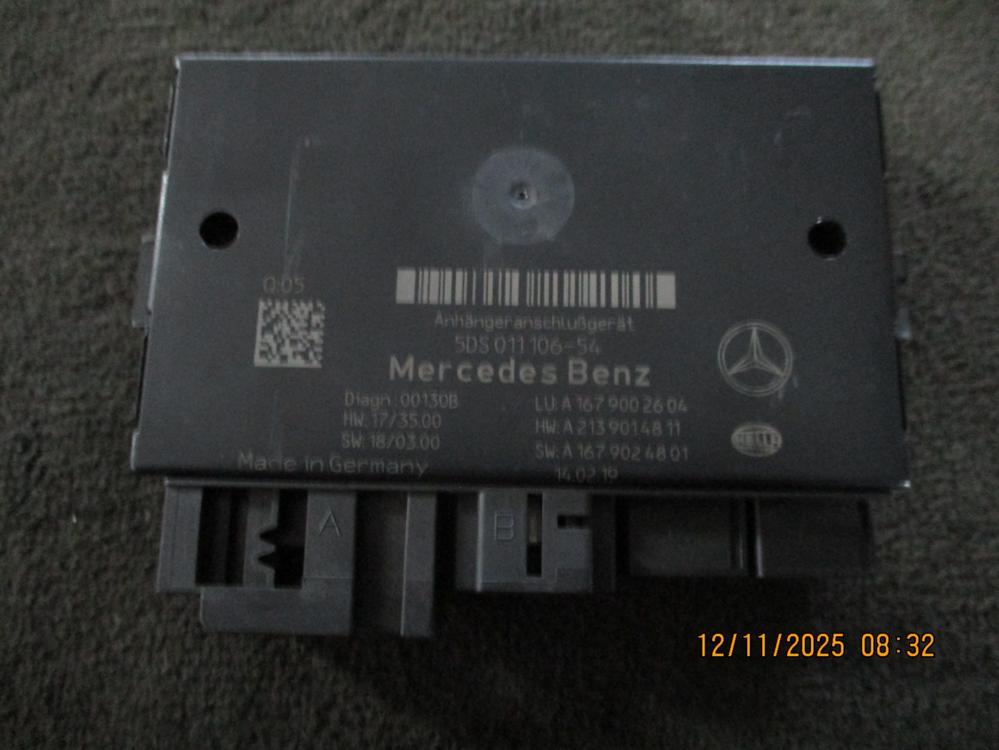 Q:05
Anhängeranschlußgerät
5DS 011 106-54
Mercedes Benz
Diagn.:00130B
HW: 17/35.00
SW: 18/03.00
LU: A 167 900 26 04
HW: A 213 901 48 11
SW: A 167 902 48 01
Made in Germany
14.02.19
HELLA
A
B
12/11/2025 08:32